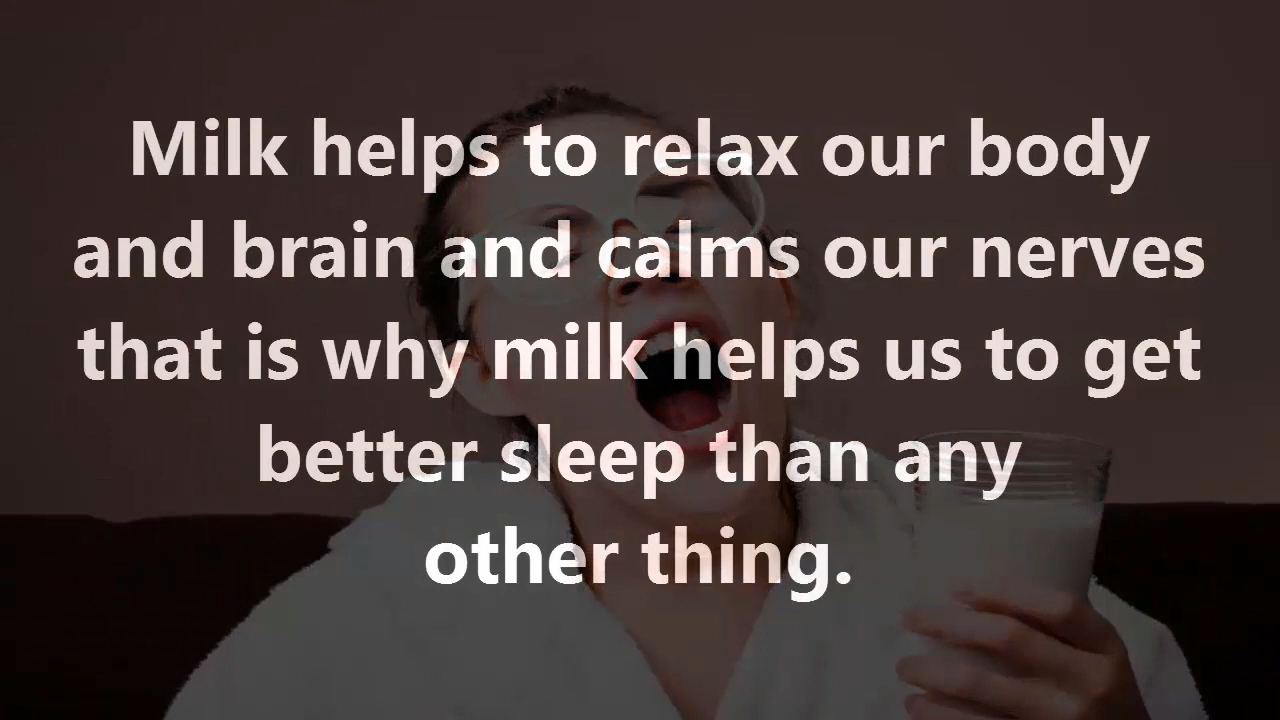 Milk helps to relax our body
and brain and calms our nerves
that is why milk helps us to get
better sleep than any
other thing.